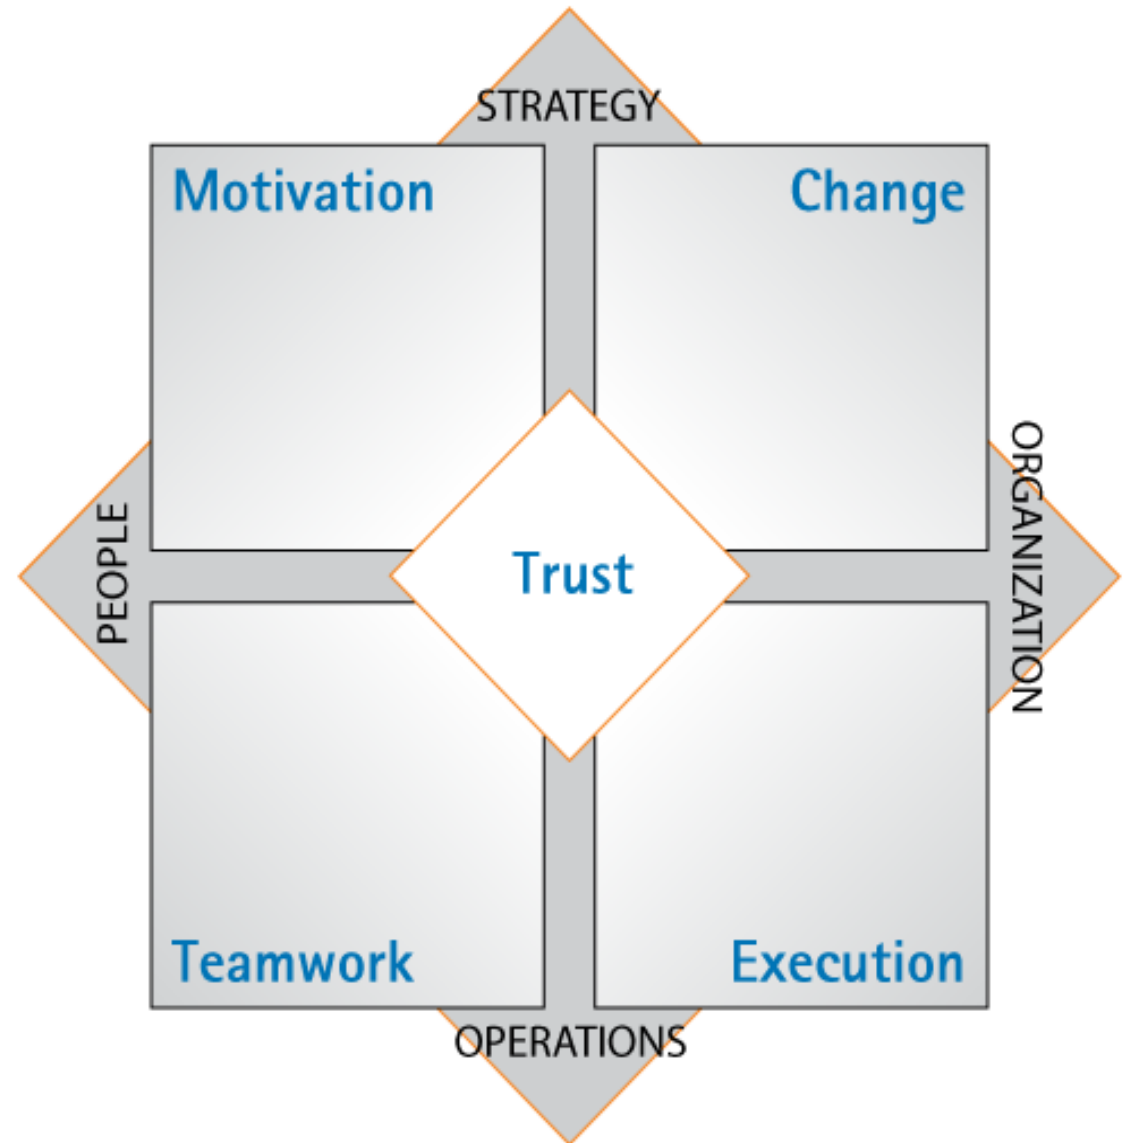 STRATEGY
Motivation
Change
PEOPLE
Trust
ORGANIZATION
Teamwork
Execution
OPERATIONS